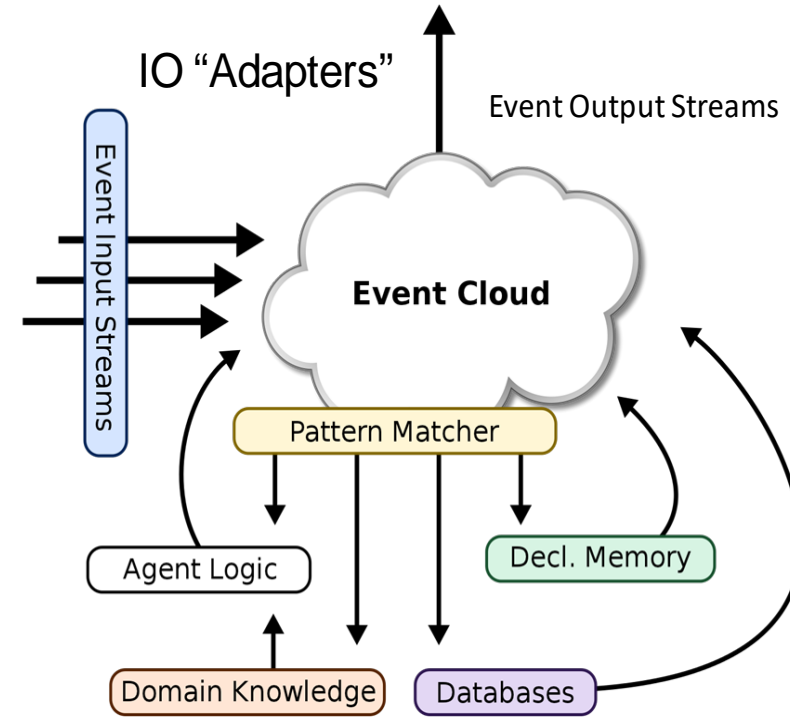 IO “Adapters”
Event Output Streams
Event Input Streams
Event Cloud
Pattern Matcher
Agent Logic
Decl. Memory
Domain Knowledge
Databases